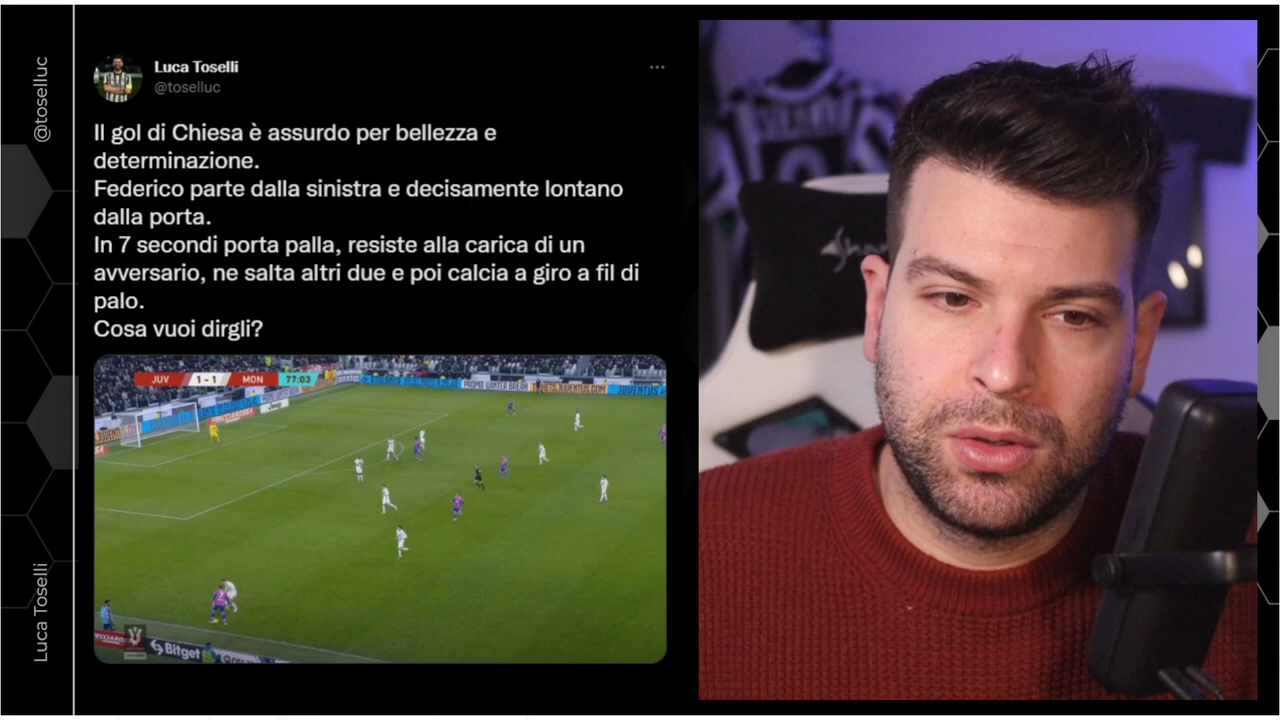 @toselluc
Luca Toselli
Luca Toselli
@toselluc
Il gol di Chiesa è assurdo per bellezza e
determinazione.
Federico parte dalla sinistra e decisamente lontano
dalla porta.
In 7 secondi porta palla, resiste alla carica di un
avversario, ne salta altri due e poi calcia a giro a fil di
palo.
Cosa vuoi dirgli?
JUV 1-1 MON 77:03
Bitget